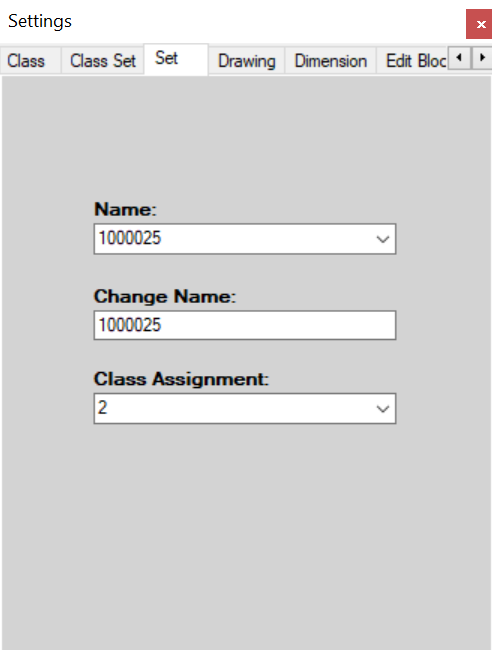 Settings
Class Class Set Set Drawing Dimension Edit Bloc
Name:
1000025
Change Name:
1000025
Class Assignment:
2